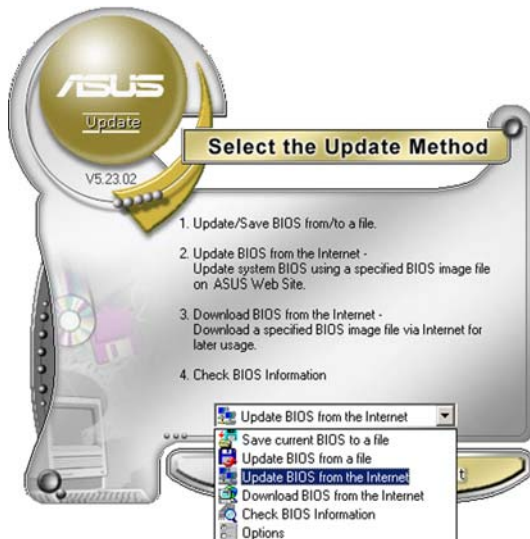 ASUS
Update
V5.23.02
Select the Update Method
1. Update/Save BIOS from/to a file.
2. Update BIOS from the Internet -
Update system BIOS using a specified BIOS image file
on ASUS Web Site.
3. Download BIOS from the Internet -
Download a specified BIOS image file via Internet for
later usage.
4. Check BIOS Information
Update BIOS from the Internet
Save current BIOS to a file
Update BIOS from a file
Update BIOS from the Internet
Download BIOS from the Internet
Check BIOS Information
Options